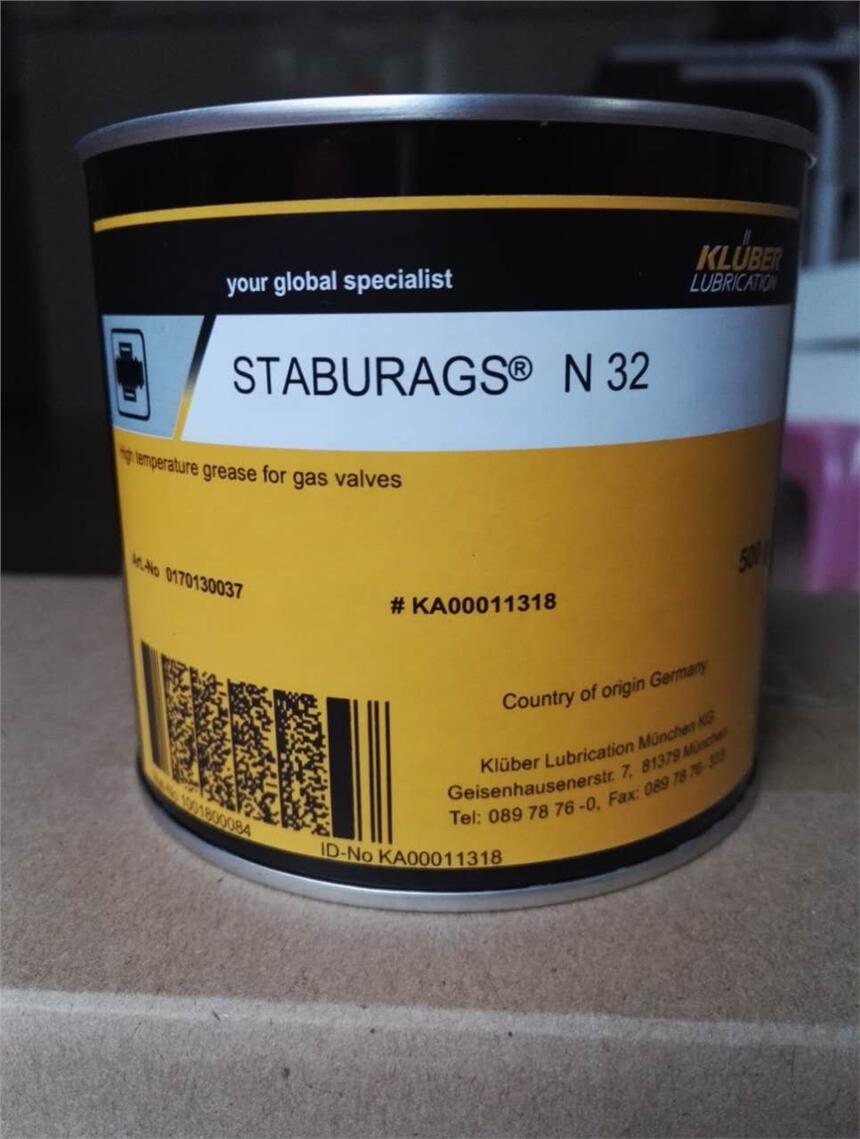 your global specialist
KLÜBER
LUBRICATION
STABURAGS® N 32
High temperature grease for gas valves
Art.-No 0170130037
# KA00011318
500
Country of origin Germany
Klüber Lubrication München KG
Geisenhausenerstr. 7, 81379 München
Tel: 089 78 76 -0, Fax: 089 78 76-333
1001800084
ID-No KA00011318